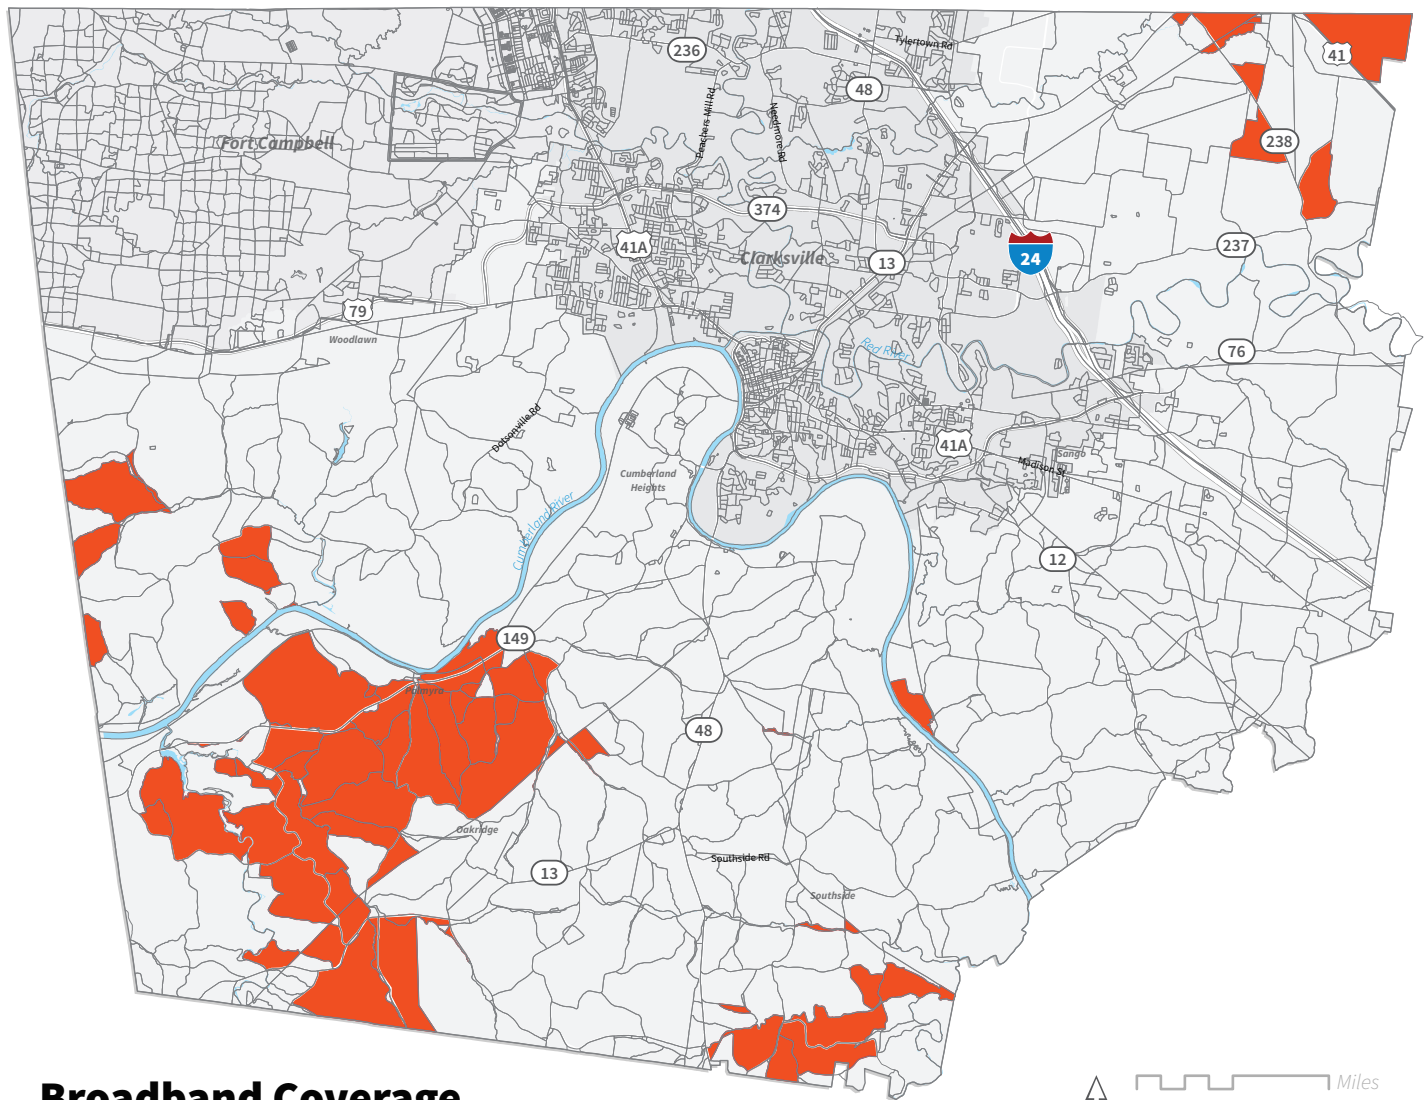 Tylertown Rd
236
41
48
Peachers Mill Rd
Needmore Rd
Fort Campbell
238
374
41A
237
Clarksville
13
24
79
Woodlawn
Red River
76
Dotsonville Rd
41A
Sango
Madison St
Cumberland
Heights
Cumberland River
12
149
Palmyra
48
Oakridge
Southside Rd
13
Southside
Miles
Broadband Coverage